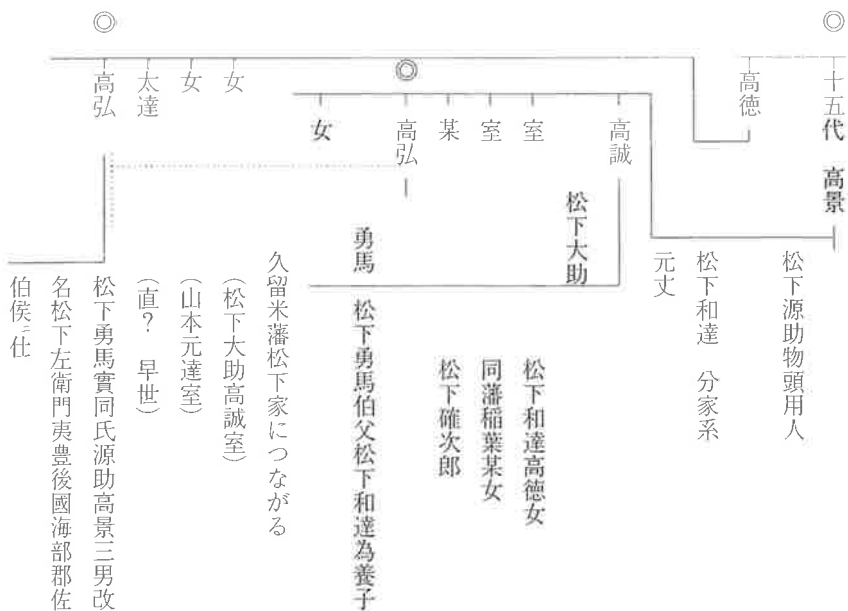 ◎
十五代　高景
松下源助物頭用人
高徳
松下和達　分家系
元丈
高誠
松下大助
室
松下和達高徳女
室
同藩稲葉某女
某
松下確次郎
◎
高弘
勇馬　松下勇馬伯父松下和達為養子
女
久留米藩松下家につながる
女
（松下大助高誠室）
女
（山本元達室）
太達
（直？　早世）
◎
高弘
松下勇馬實同氏源助高景三男改
名松下左衛門夷豊後國海部郡佐
伯侯ニ仕